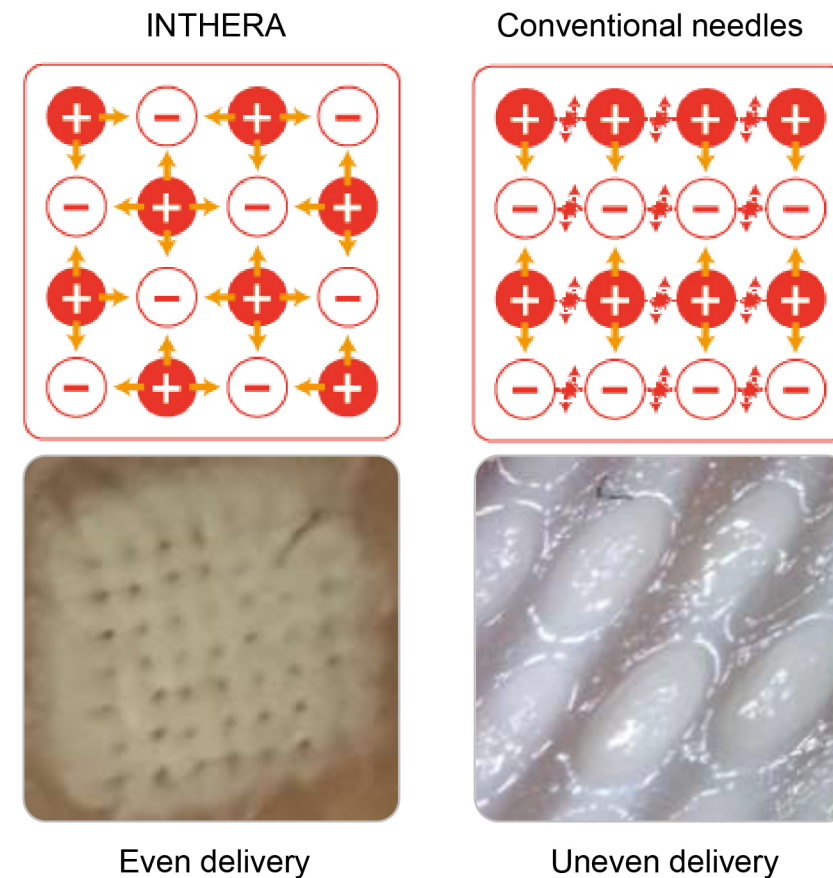 INTHERA
Conventional needles
+ − + −
+ + + +
− + − +
− − − −
+ − + −
+ + + +
− + − +
− − − −
Even delivery
Uneven delivery